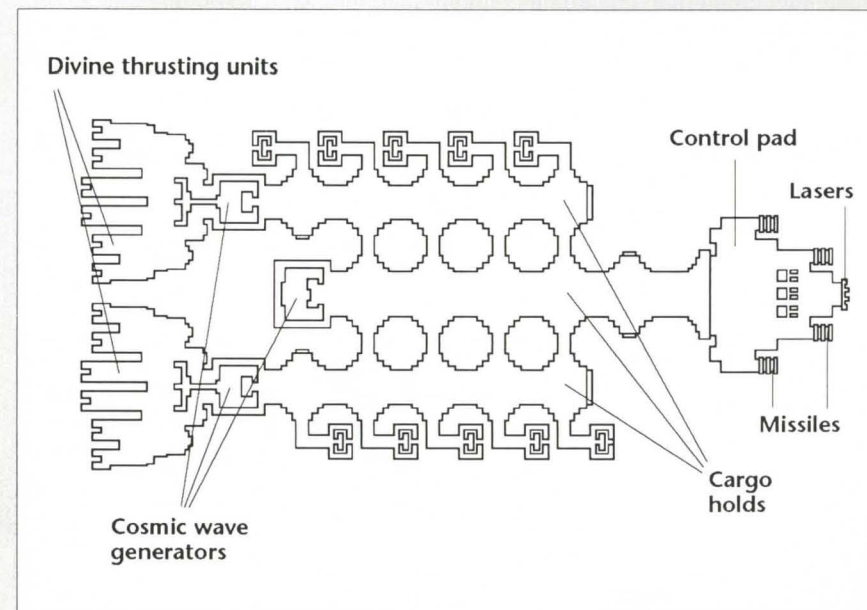 Divine thrusting units
Control pad
Lasers
Missiles
Cargo
holds
Cosmic wave
generators